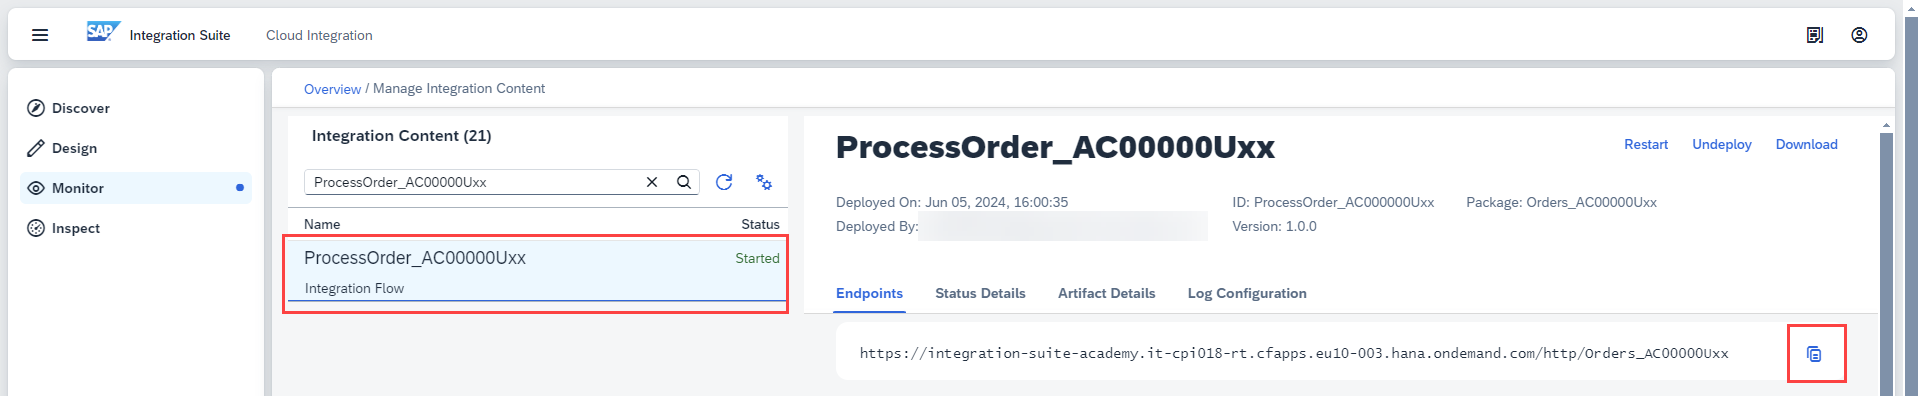 SAP Integration Suite Cloud Integration
Discover
Design
Monitor
Inspect
Overview / Manage Integration Content
Integration Content (21)
ProcessOrder_AC00000Uxx
Name Status
ProcessOrder_AC00000Uxx Started
Integration Flow
ProcessOrder_AC00000Uxx
Restart Undeploy Download
Deployed On: Jun 05, 2024, 16:00:35 ID: ProcessOrder_AC000000Uxx Package: Orders_AC00000Uxx
Deployed By: Version: 1.0.0
Endpoints Status Details Artifact Details Log Configuration
https://integration-suite-academy.it-cpi018-rt.cfapps.eu10-003.hana.ondemand.com/http/Orders_AC00000Uxx